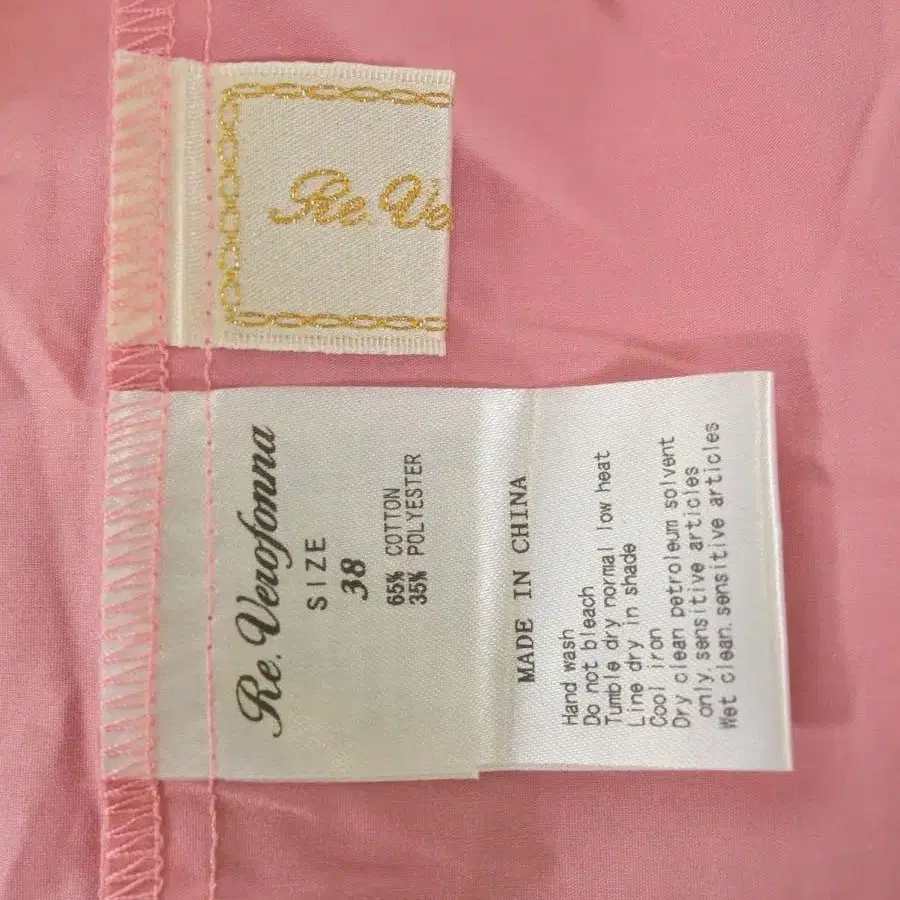 Re. Ve
Re. Verofonna
SIZE
38
65% COTTON
35% POLYESTER
MADE IN CHINA
Hand wash
Do not bleach
Tumble dry normal low heat
Line dry in shade
Cool iron
Dry clean petroleum solvent
only. sensitive articles
Wet clean. sensitive articles